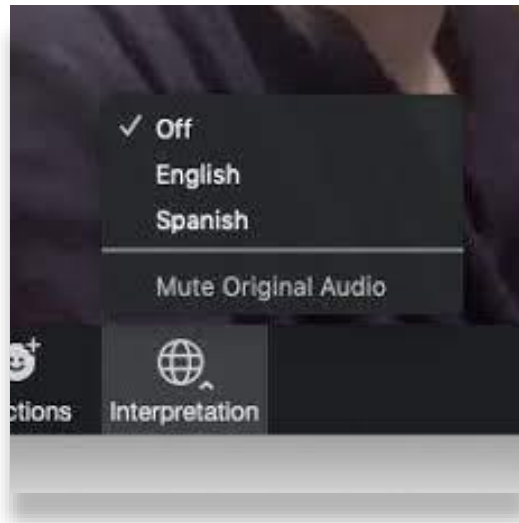 Off
English
Spanish
Mute Original Audio
ctions Interpretation